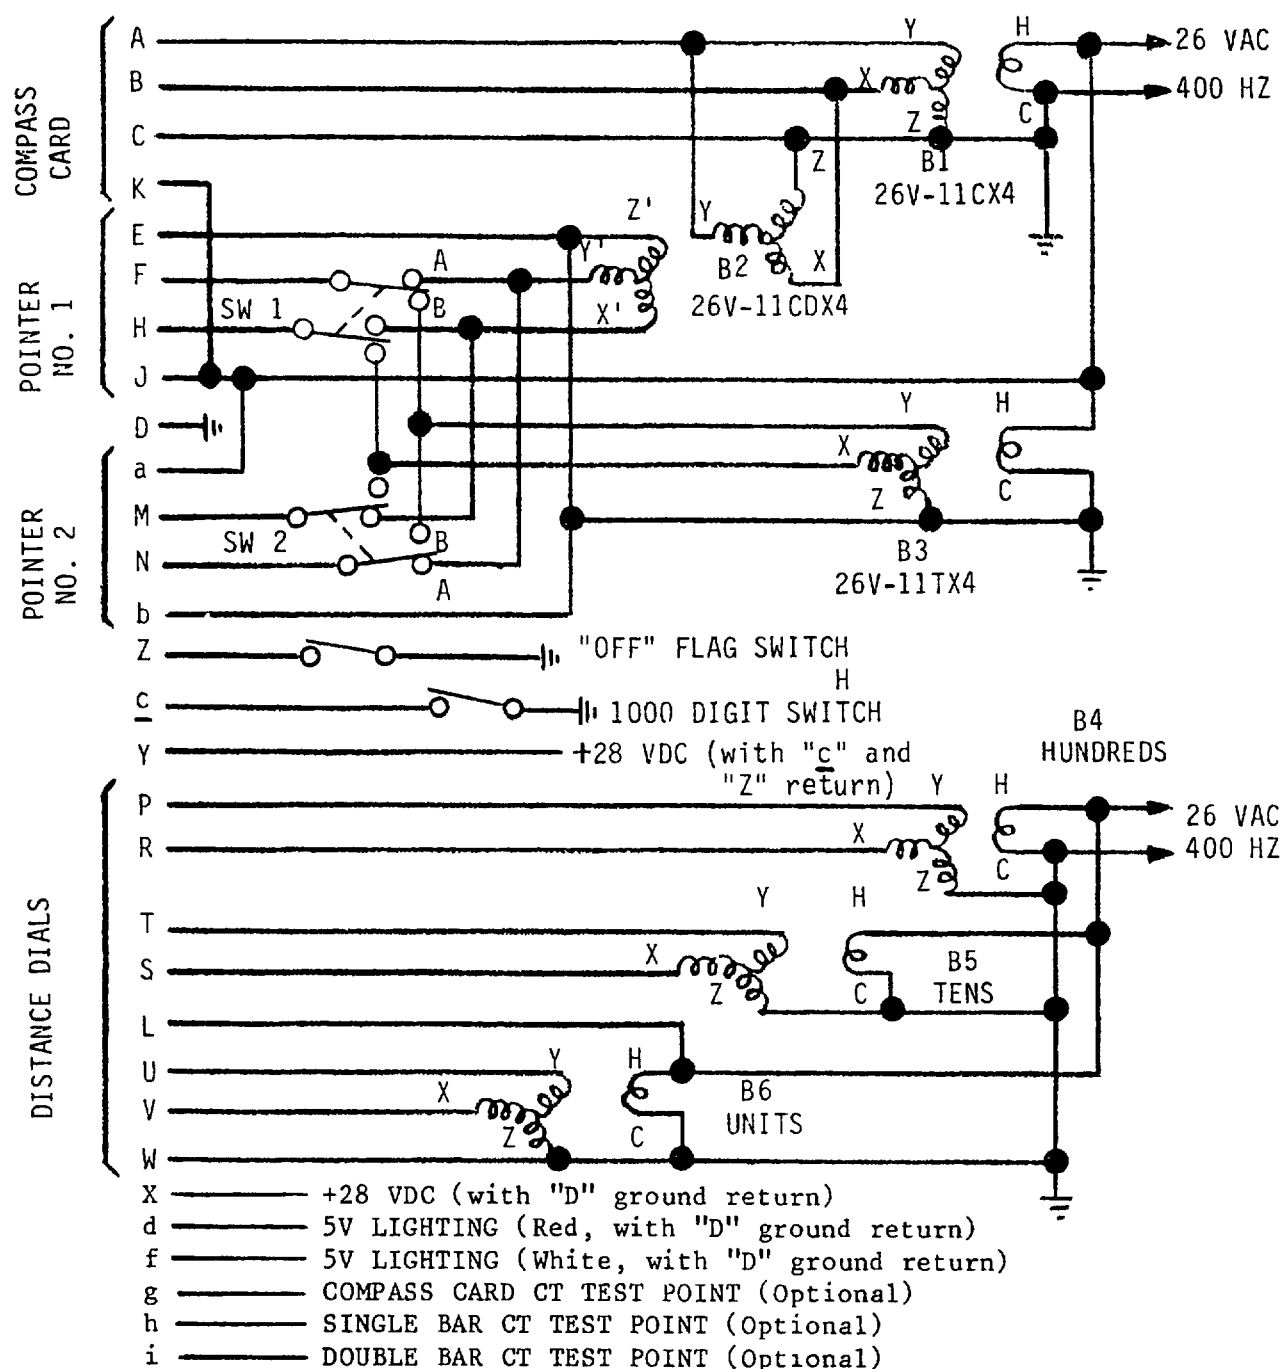 COMPASS
CARD
A
B
C
K
POINTER
NO. 1
E
F
H
J
D
POINTER
NO. 2
a
M
N
b
Z
c
Y
Y
H
26 VAC
X
400 HZ
C
Z
Z
B1
26V-11CX4
Z'
Y
Y'
A
B2
X
26V-11CDX4
SW 1
B
X'
Y
H
X
Z
C
SW 2
B
B3
A
26V-11TX4
"OFF" FLAG SWITCH
H
1000 DIGIT SWITCH
+28 VDC (with "c" and
"Z" return)
B4
HUNDREDS
DISTANCE DIALS
P
R
T
S
L
U
V
W
Y
H
26 VAC
X
400 HZ
Z
C
Y
H
X
B5
Z
C
TENS
Y
H
X
B6
Z
C
UNITS
X +28 VDC (with "D" ground return)
d 5V LIGHTING (Red, with "D" ground return)
f 5V LIGHTING (White, with "D" ground return)
g COMPASS CARD CT TEST POINT (Optional)
h SINGLE BAR CT TEST POINT (Optional)
i DOUBLE BAR CT TEST POINT (Optional)